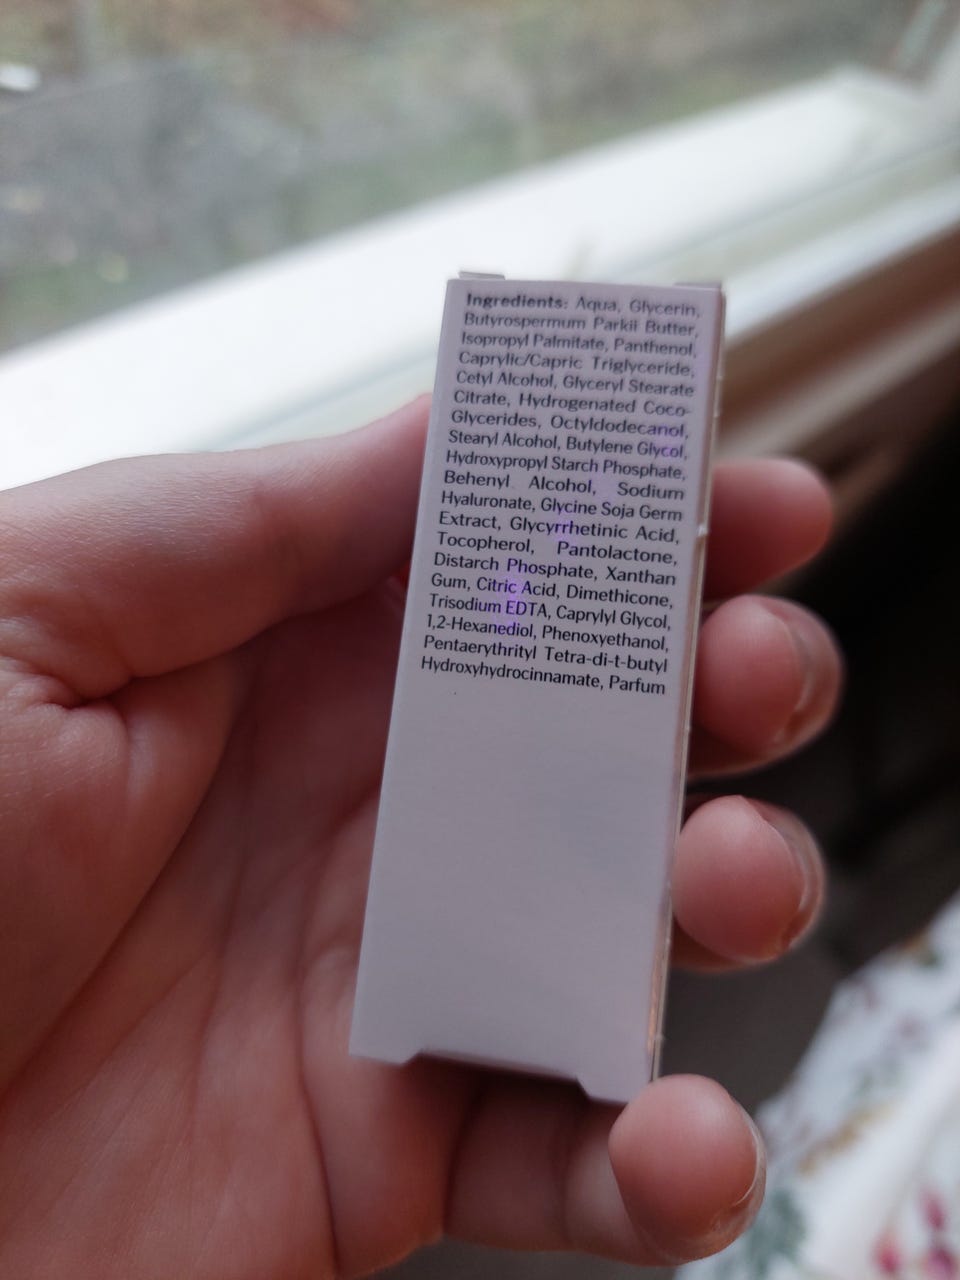 Ingredients: Aqua, Glycerin,
Butyrospermum Parkii Butter,
Isopropyl Palmitate, Panthenol,
Caprylic/Capric Triglyceride,
Cetyl Alcohol, Glyceryl Stearate
Citrate, Hydrogenated Coco-
Glycerides, Octyldodecanol,
Stearyl Alcohol, Butylene Glycol,
Hydroxypropyl Starch Phosphate,
Behenyl Alcohol, Sodium
Hyaluronate, Glycine Soja Germ
Extract, Glycyrrhetinic Acid,
Tocopherol, Pantolactone,
Distarch Phosphate, Xanthan
Gum, Citric Acid, Dimethicone,
Trisodium EDTA, Caprylyl Glycol,
1,2-Hexanediol, Phenoxyethanol,
Pentaerythrityl Tetra-di-t-butyl
Hydroxyhydrocinnamate, Parfum